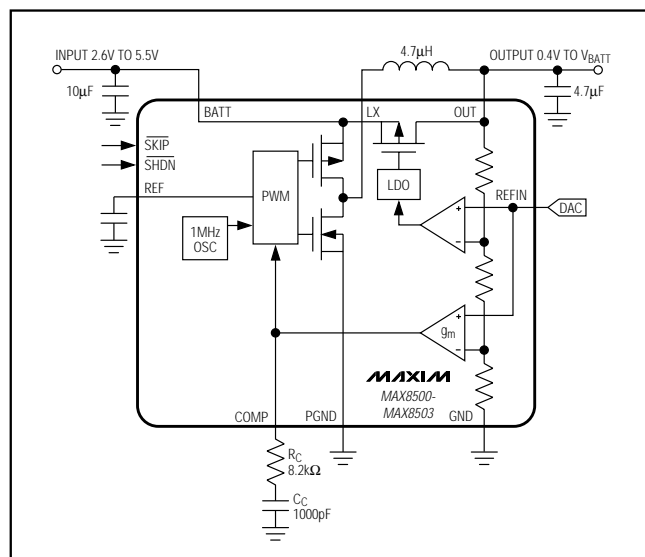 INPUT 2.6V TO 5.5V
4.7μH
OUTPUT 0.4V TO VBATT
10μF
4.7μF
BATT
LX
OUT
SKIP
SHDN
REF
PWM
LDO
REFIN
DAC
1MHz
OSC
+
−
+
−
gm
MAXIM
MAX8500-
MAX8503
COMP
PGND
GND
RC
8.2kΩ
CC
1000pF